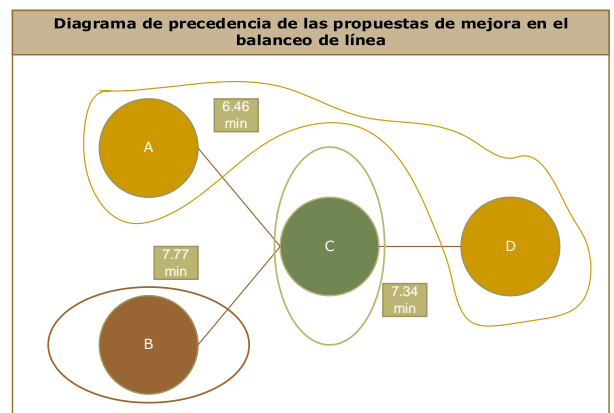 Diagrama de precedencia de las propuestas de mejora en el
balanceo de línea
6.46
min
A
7.77
min
C
D
7.34
min
B